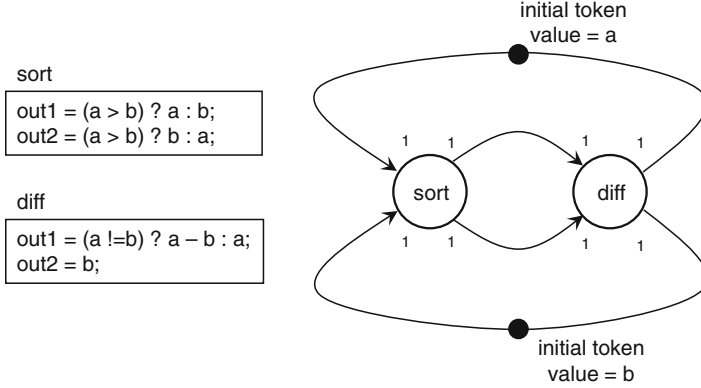 initial token
value = a
sort
out1 = (a > b) ? a : b;
out2 = (a > b) ? b : a;
1 1 1 1
sort diff
diff
out1 = (a !=b) ? a – b : a;
out2 = b;
1 1 1 1
initial token
value = b